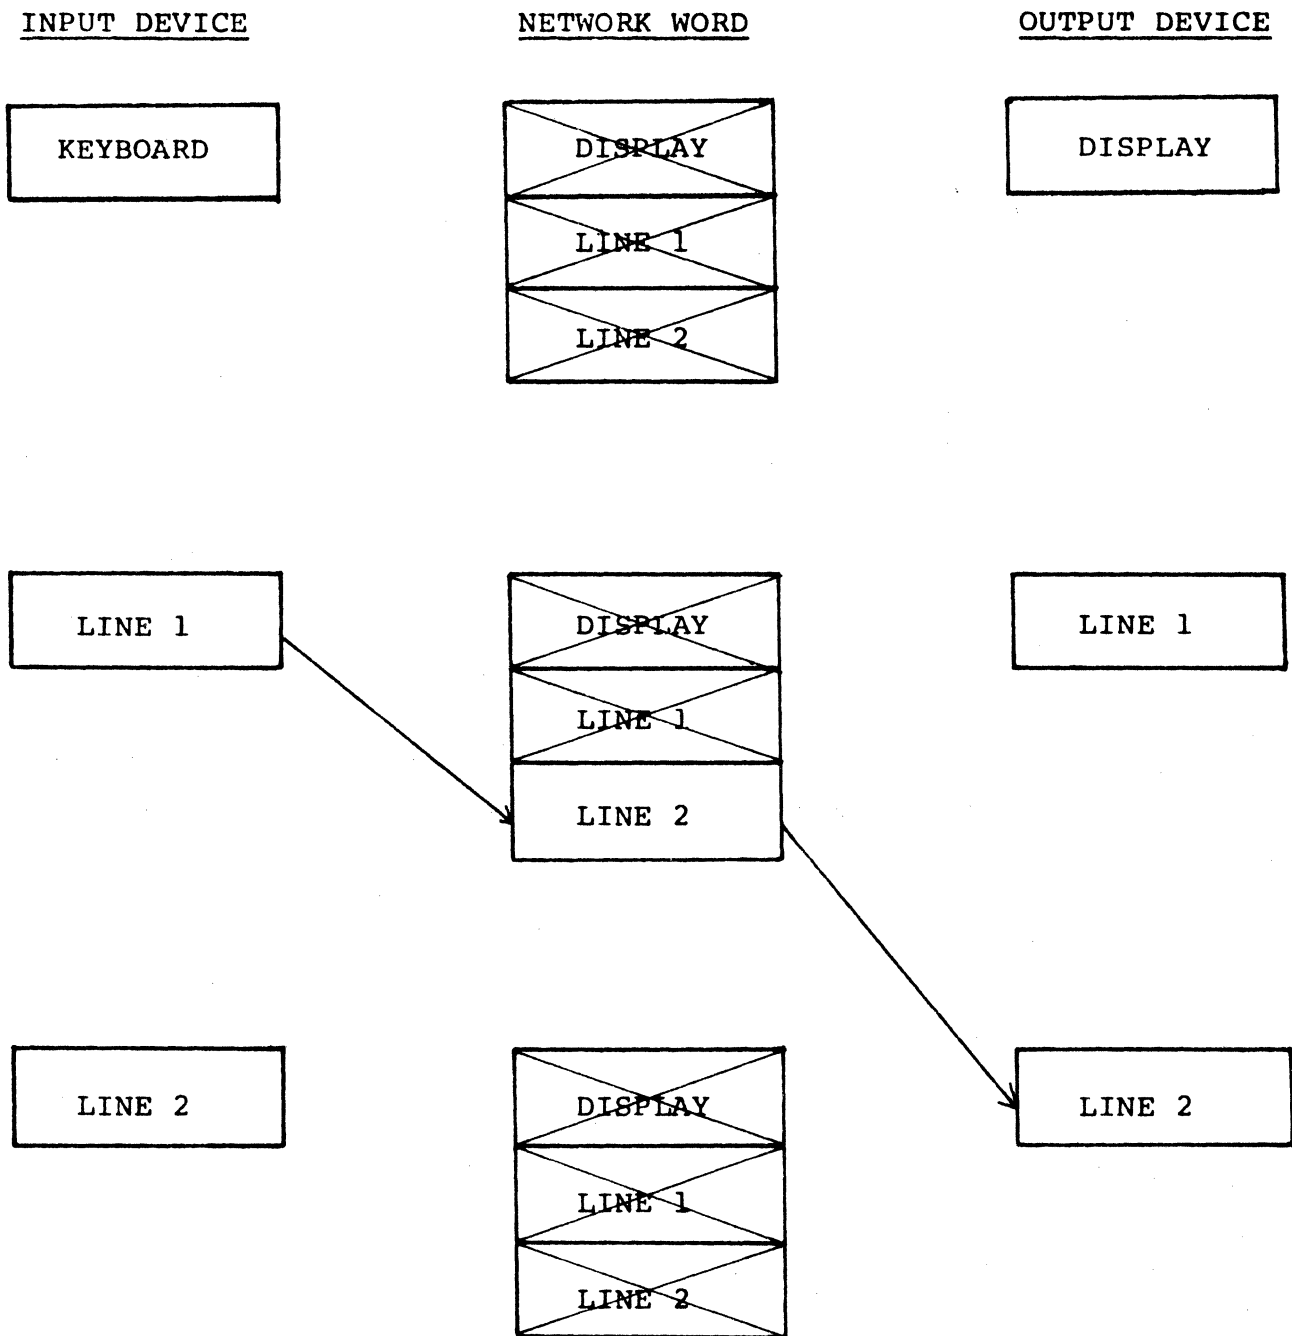 INPUT DEVICE NETWORK WORD OUTPUT DEVICE
KEYBOARD DISPLAY DISPLAY
LINE 1
LINE 2
LINE 1 DISPLAY LINE 1
LINE 1
LINE 2
LINE 2 DISPLAY LINE 2
LINE 1
LINE 2